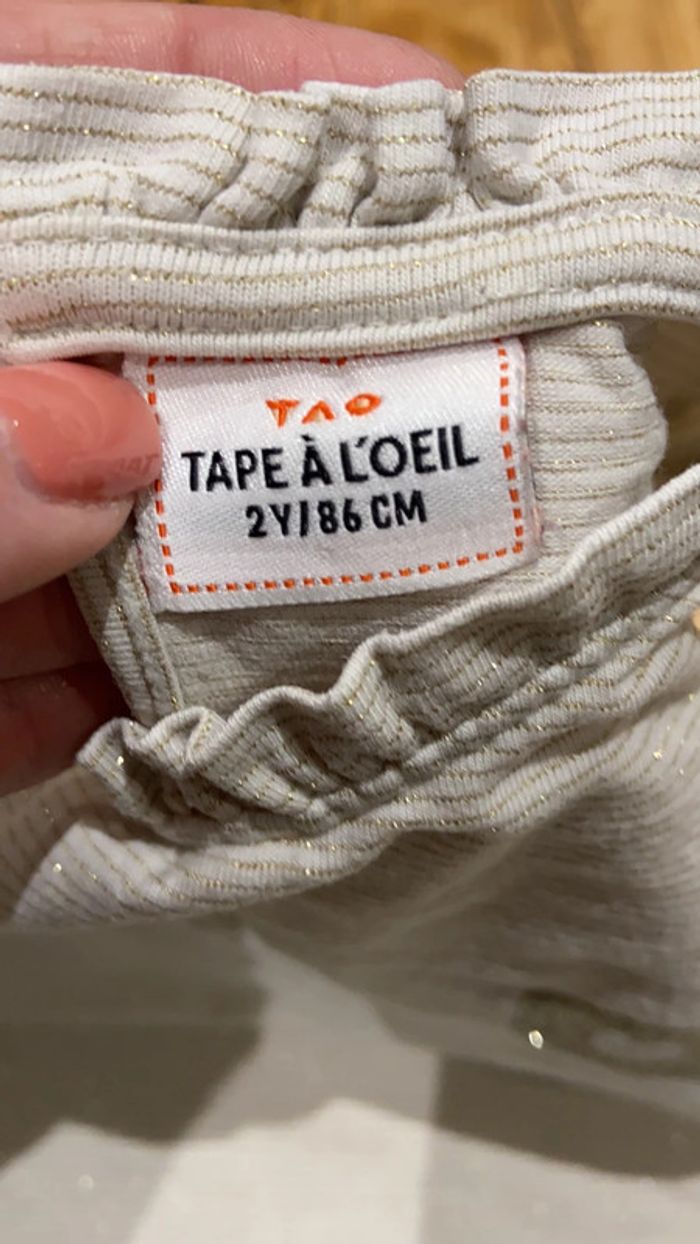 TAO
TAPE À L'OEIL
2Y/86 CM